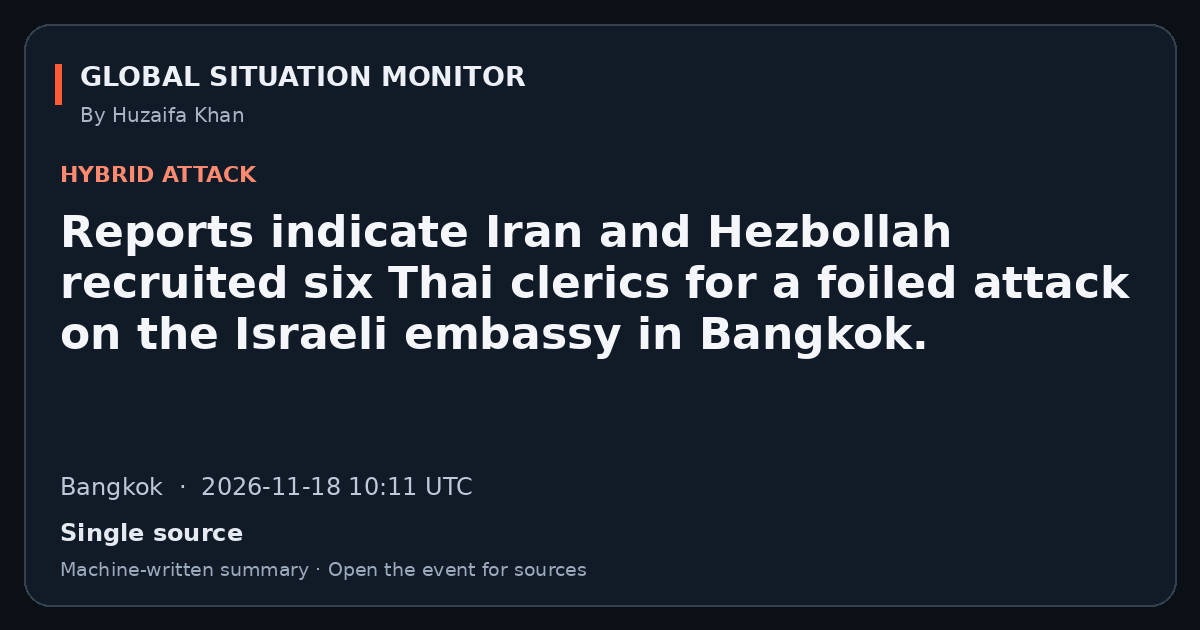 GLOBAL SITUATION MONITOR
By Huzaifa Khan
HYBRID ATTACK
Reports indicate Iran and Hezbollah
recruited six Thai clerics for a foiled attack
on the Israeli embassy in Bangkok.
Bangkok · 2026-11-18 10:11 UTC
Single source
Machine-written summary · Open the event for sources